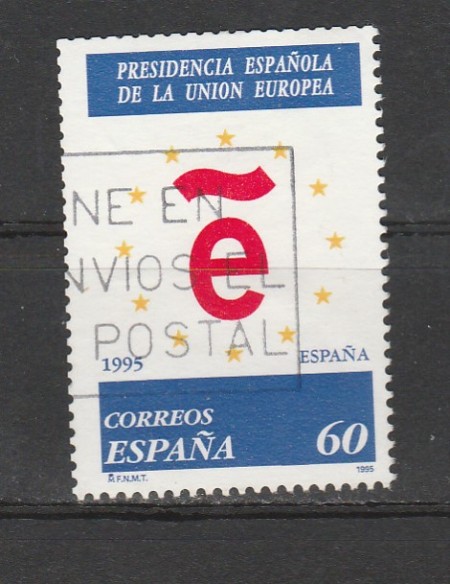 PRESIDENCIA ESPAÑOLA
DE LA UNION EUROPEA
ẽ
NE EN
NVIOS EL
POSTAL
1995 ESPAÑA
CORREOS
ESPAÑA 60
F.N.M.T. 1995